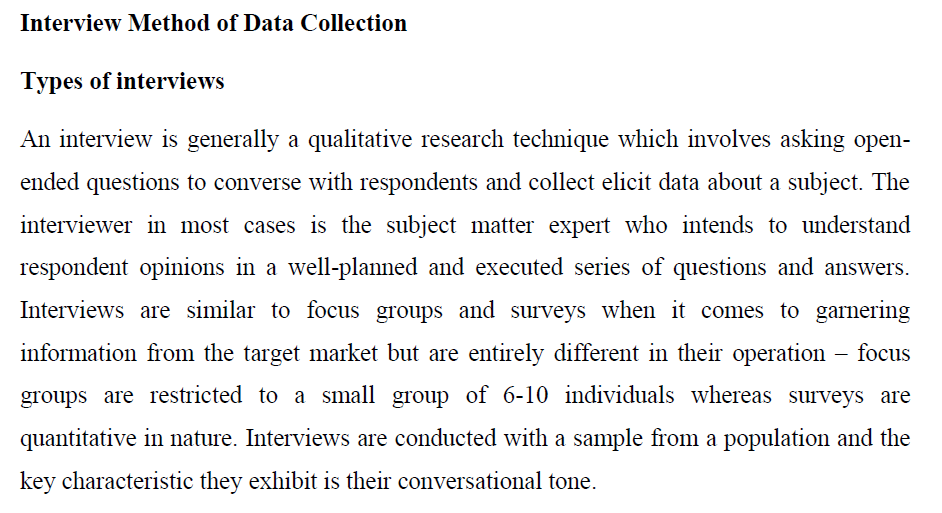 Interview Method of Data Collection
Types of interviews
An interview is generally a qualitative research technique which involves asking open-
ended questions to converse with respondents and collect elicit data about a subject. The
interviewer in most cases is the subject matter expert who intends to understand
respondent opinions in a well-planned and executed series of questions and answers.
Interviews are similar to focus groups and surveys when it comes to garnering
information from the target market but are entirely different in their operation – focus
groups are restricted to a small group of 6-10 individuals whereas surveys are
quantitative in nature. Interviews are conducted with a sample from a population and the
key characteristic they exhibit is their conversational tone.